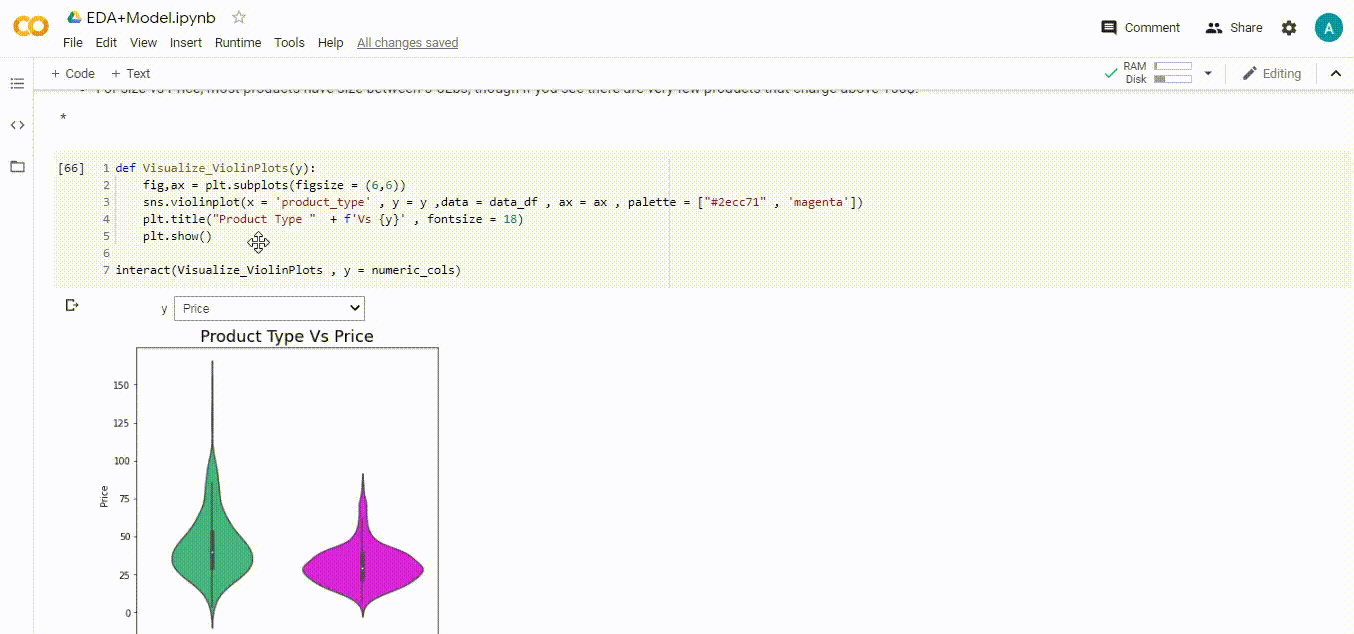 EDA+Model.ipynb
File Edit View Insert Runtime Tools Help All changes saved
Comment Share A
+ Code + Text
RAM
Disk
Editing
*
[66]
1 def Visualize_ViolinPlots(y):
2 fig,ax = plt.subplots(figsize = (6,6))
3 sns.violinplot(x = 'product_type' , y = y ,data = data_df , ax = ax , palette = ["#2ecc71" , 'magenta'])
4 plt.title("Product Type "  + f'Vs {y}' , fontsize = 18)
5 plt.show()
6
7 interact(Visualize_ViolinPlots , y = numeric_cols)
y Price
Product Type Vs Price
150
125
100
75
50
25
0
Price